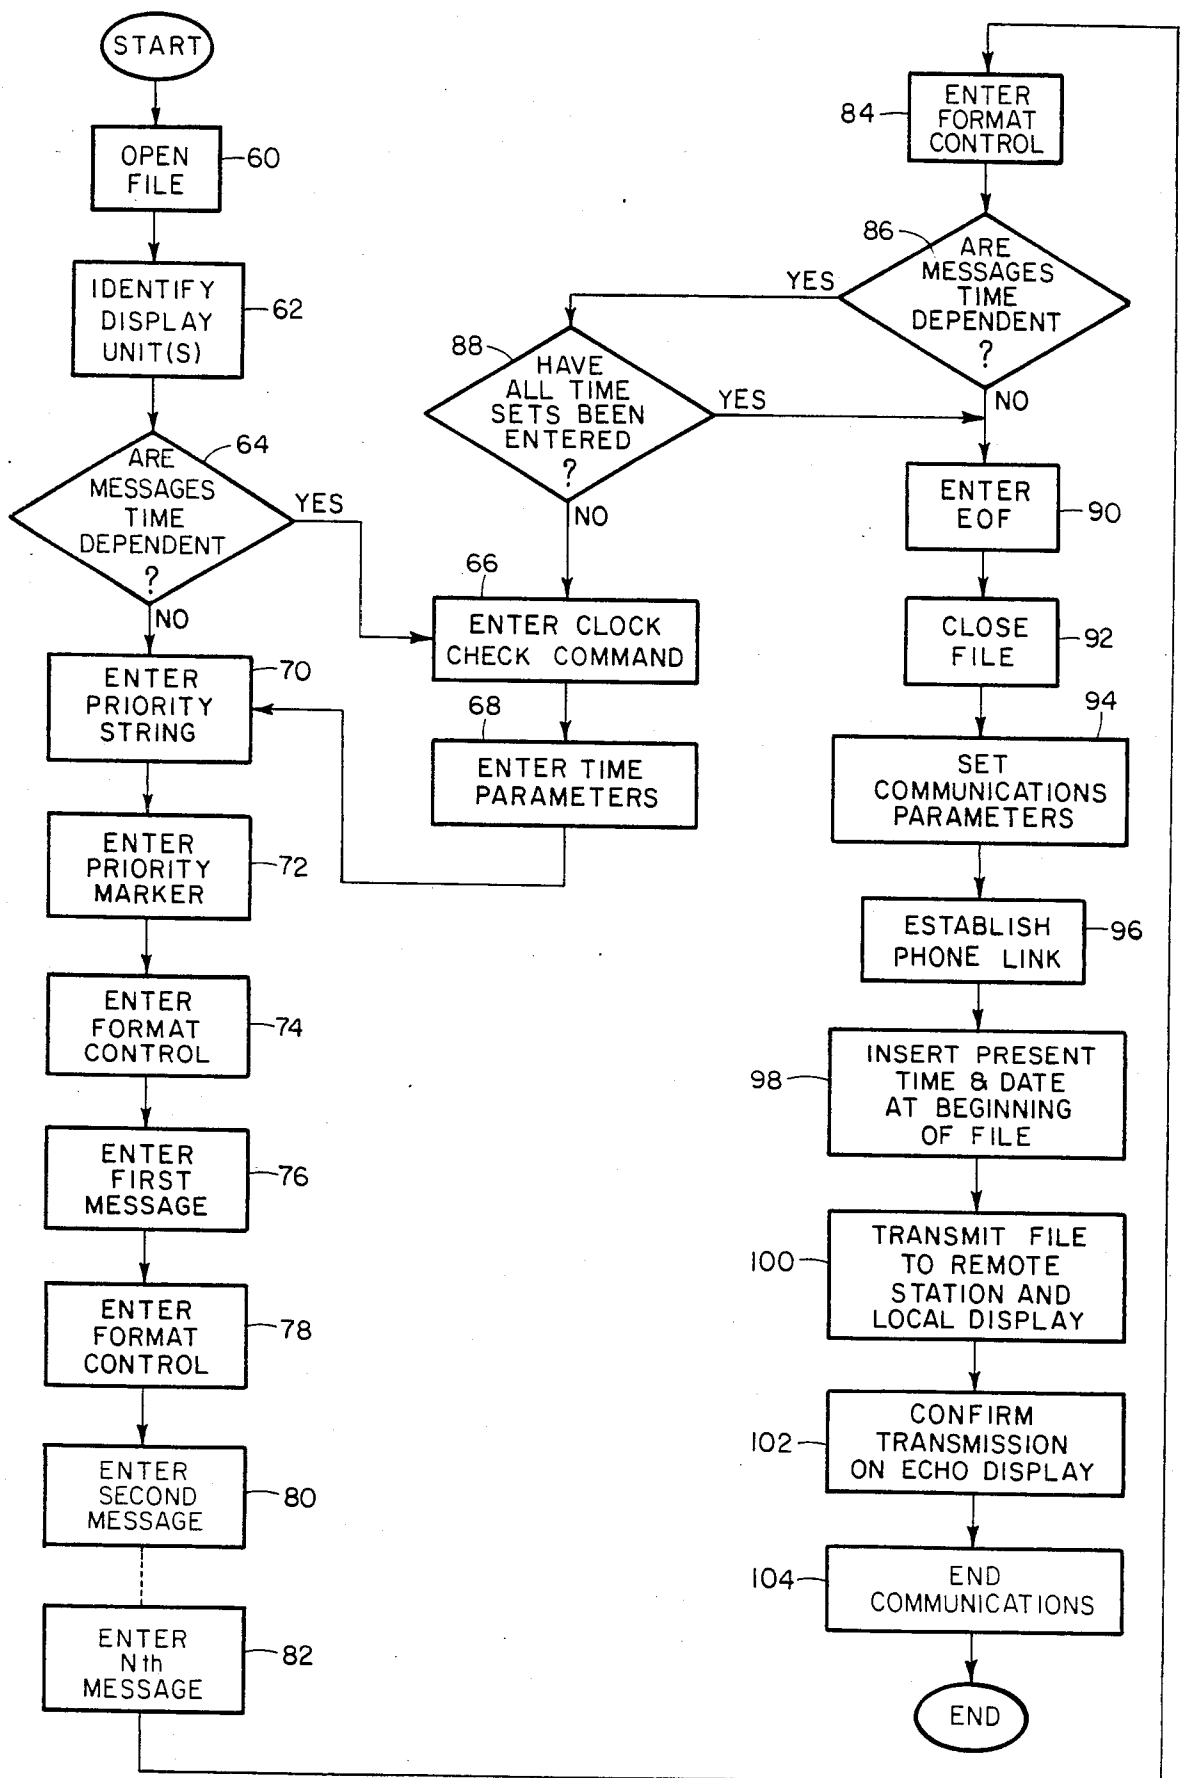 START
OPEN
FILE
60
IDENTIFY
DISPLAY
UNIT(S)
62
64
ARE
MESSAGES
TIME
DEPENDENT
?
YES
NO
ENTER
PRIORITY
STRING
70
ENTER
PRIORITY
MARKER
72
ENTER
FORMAT
CONTROL
74
ENTER
FIRST
MESSAGE
76
ENTER
FORMAT
CONTROL
78
ENTER
SECOND
MESSAGE
80
ENTER
Nth
MESSAGE
82
88
HAVE
ALL TIME
SETS BEEN
ENTERED
?
YES
NO
66
ENTER CLOCK
CHECK COMMAND
68
ENTER TIME
PARAMETERS
84
ENTER
FORMAT
CONTROL
86
ARE
MESSAGES
TIME
DEPENDENT
?
YES
NO
ENTER
EOF
90
CLOSE
FILE
92
94
SET
COMMUNICATIONS
PARAMETERS
ESTABLISH
PHONE LINK
96
98
INSERT PRESENT
TIME & DATE
AT BEGINNING
OF FILE
100
TRANSMIT FILE
TO REMOTE
STATION AND
LOCAL DISPLAY
102
CONFIRM
TRANSMISSION
ON ECHO DISPLAY
104
END
COMMUNICATIONS
END